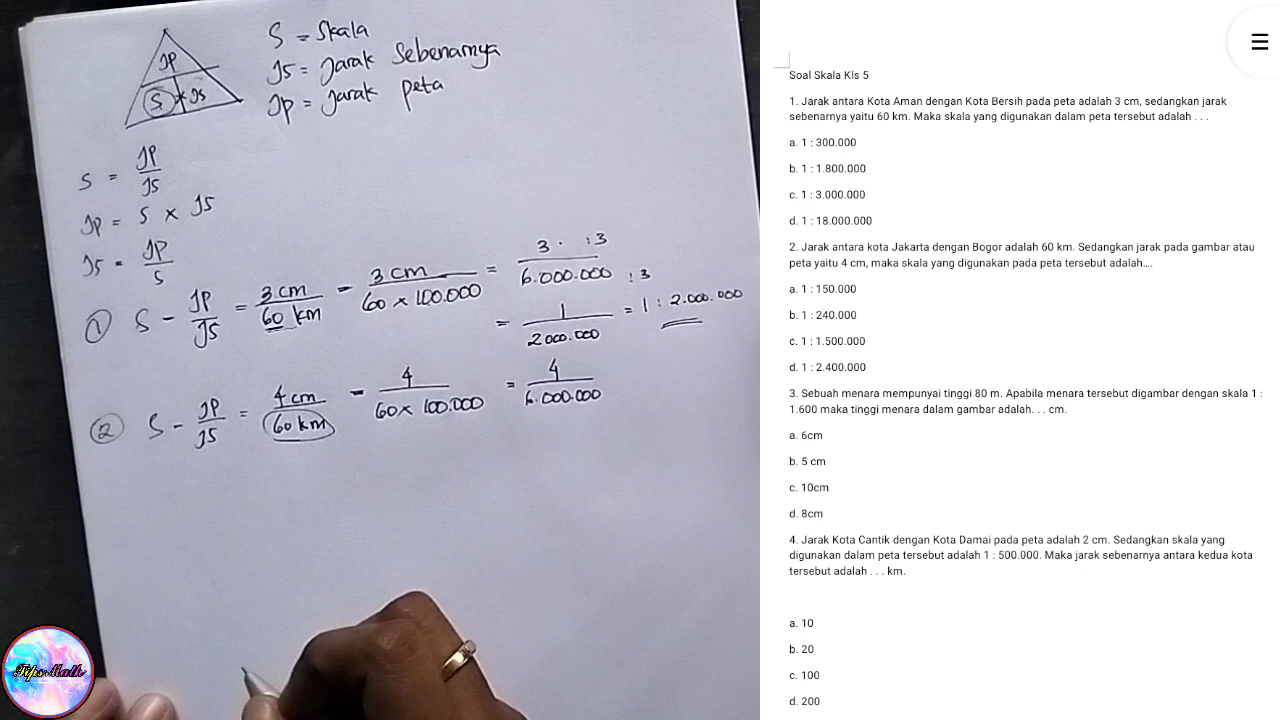 JP
S * JS
S = Skala
JS = Jarak Sebenarnya
JP = Jarak peta
S = JP / JS
JP = S x JS
JS = JP / S
1) S - JP / JS = 3 cm / 60 km - 3 cm / 60 x 100.000 = 3 : 3 / 6.000.000 : 3
= 1 / 2000.000 = 1 : 2.000.000
2 S - JP / JS = 4 cm / 60 km - 4 / 60 x 100.000 = 4 / 6.000.000
Tips Math
Soal Skala Kls 5
1. Jarak antara Kota Aman dengan Kota Bersih pada peta adalah 3 cm, sedangkan jarak
sebenarnya yaitu 60 km. Maka skala yang digunakan dalam peta tersebut adalah . . .
a. 1 : 300.000
b. 1 : 1.800.000
c. 1 : 3.000.000
d. 1 : 18.000.000
2. Jarak antara kota Jakarta dengan Bogor adalah 60 km. Sedangkan jarak pada gambar atau
peta yaitu 4 cm, maka skala yang digunakan pada peta tersebut adalah....
a. 1 : 150.000
b. 1 : 240.000
c. 1 : 1.500.000
d. 1 : 2.400.000
3. Sebuah menara mempunyai tinggi 80 m. Apabila menara tersebut digambar dengan skala 1 :
1.600 maka tinggi menara dalam gambar adalah. . . cm.
a. 6cm
b. 5 cm
c. 10cm
d. 8cm
4. Jarak Kota Cantik dengan Kota Damai pada peta adalah 2 cm. Sedangkan skala yang
digunakan dalam peta tersebut adalah 1 : 500.000. Maka jarak sebenarnya antara kedua kota
tersebut adalah . . . km.
a. 10
b. 20
c. 100
d. 200